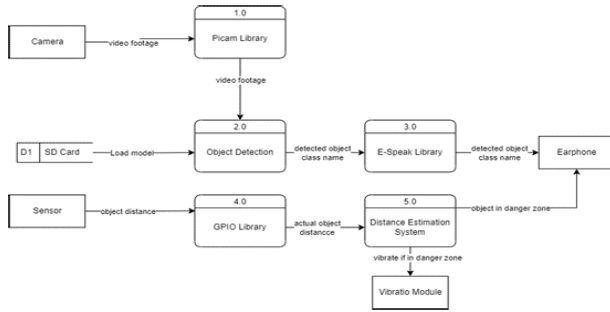 1.0
Camera
video footage
Picam Library
video footage
2.0
3.0
D1
SD Card
Load model
Object Detection
detected object
class name
E-Speak Library
detected object
class name
Earphone
4.0
5.0
Sensor
object distance
GPIO Library
actual object
distancce
Distance Estimation
System
object in danger zone
vibrate if in danger zone
Vibratio Module